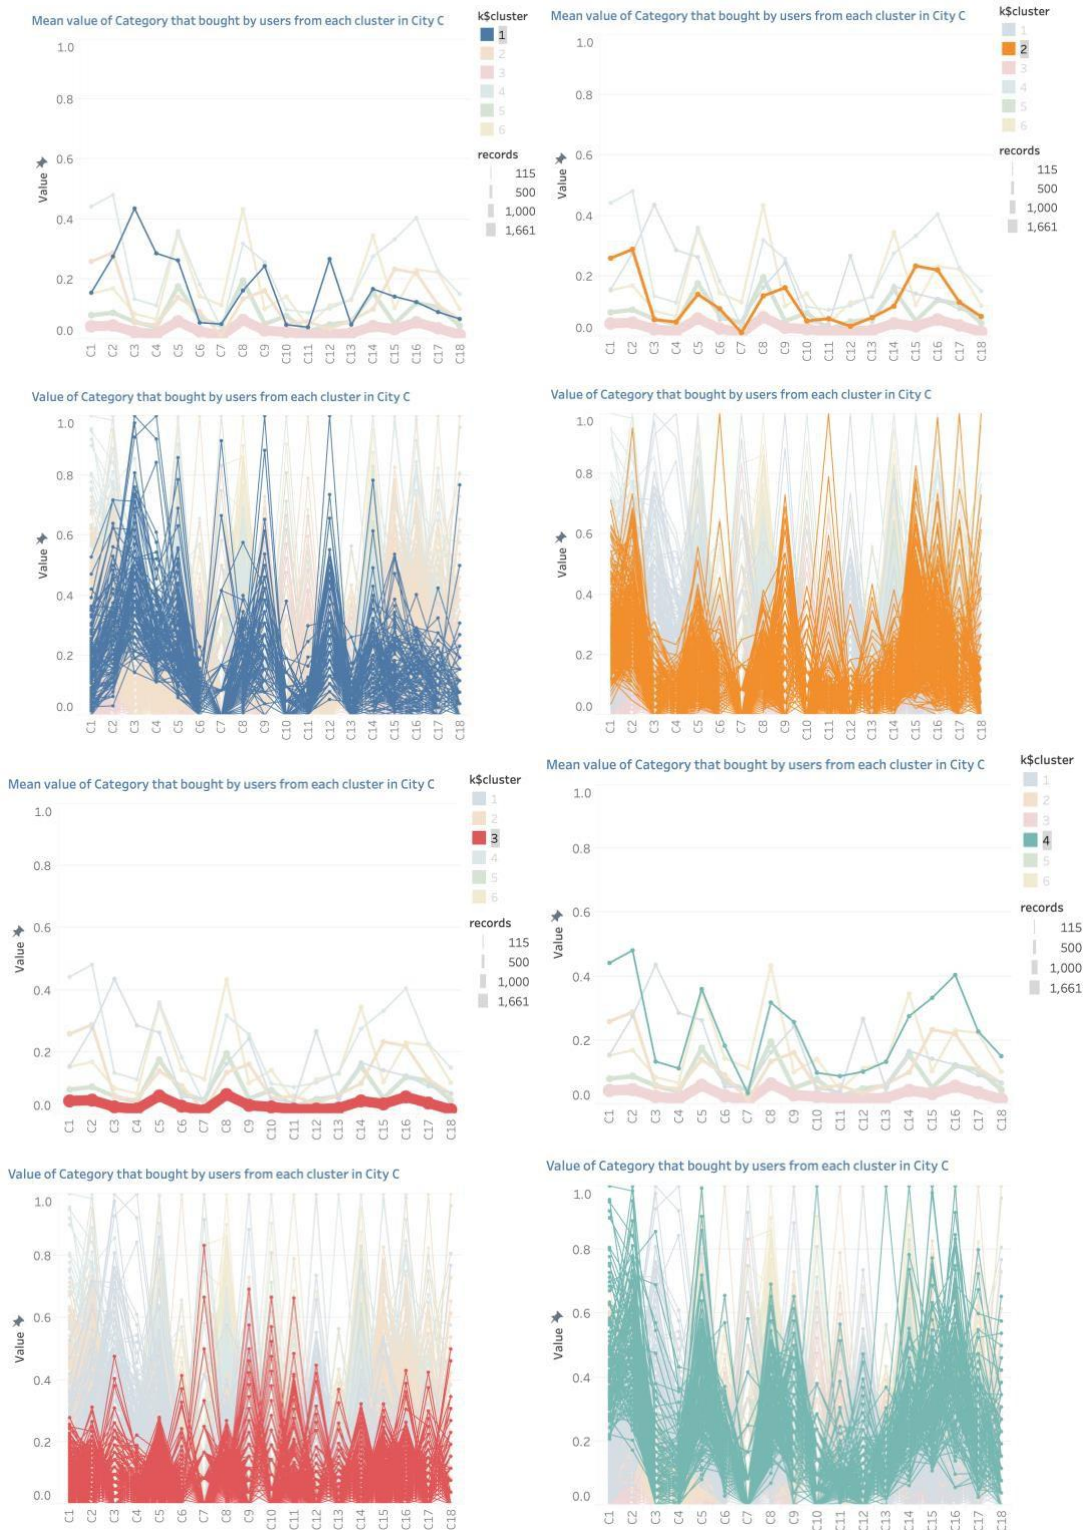 Mean value of Category that bought by users from each cluster in City C
k$cluster
1
2
3
4
5
6
records
115
500
1,000
1,661
Value
1.0
0.8
0.6
0.4
0.2
0.0
C1 C2 C3 C4 C5 C6 C7 C8 C9 C10 C11 C12 C13 C14 C15 C16 C17 C18
Mean value of Category that bought by users from each cluster in City C
k$cluster
1
2
3
4
5
6
records
115
500
1,000
1,661
Value
1.0
0.8
0.6
0.4
0.2
0.0
C1 C2 C3 C4 C5 C6 C7 C8 C9 C10 C11 C12 C13 C14 C15 C16 C17 C18
Value of Category that bought by users from each cluster in City C
Value
1.0
0.8
0.6
0.4
0.2
0.0
C1 C2 C3 C4 C5 C6 C7 C8 C9 C10 C11 C12 C13 C14 C15 C16 C17 C18
Value of Category that bought by users from each cluster in City C
Value
1.0
0.8
0.6
0.4
0.2
0.0
C1 C2 C3 C4 C5 C6 C7 C8 C9 C10 C11 C12 C13 C14 C15 C16 C17 C18
Mean value of Category that bought by users from each cluster in City C
k$cluster
1
2
3
4
5
6
records
115
500
1,000
1,661
Value
1.0
0.8
0.6
0.4
0.2
0.0
C1 C2 C3 C4 C5 C6 C7 C8 C9 C10 C11 C12 C13 C14 C15 C16 C17 C18
Mean value of Category that bought by users from each cluster in City C
k$cluster
1
2
3
4
5
6
records
115
500
1,000
1,661
Value
1.0
0.8
0.6
0.4
0.2
0.0
C1 C2 C3 C4 C5 C6 C7 C8 C9 C10 C11 C12 C13 C14 C15 C16 C17 C18
Value of Category that bought by users from each cluster in City C
Value
1.0
0.8
0.6
0.4
0.2
0.0
C1 C2 C3 C4 C5 C6 C7 C8 C9 C10 C11 C12 C13 C14 C15 C16 C17 C18
Value of Category that bought by users from each cluster in City C
Value
1.0
0.8
0.6
0.4
0.2
0.0
C1 C2 C3 C4 C5 C6 C7 C8 C9 C10 C11 C12 C13 C14 C15 C16 C17 C18